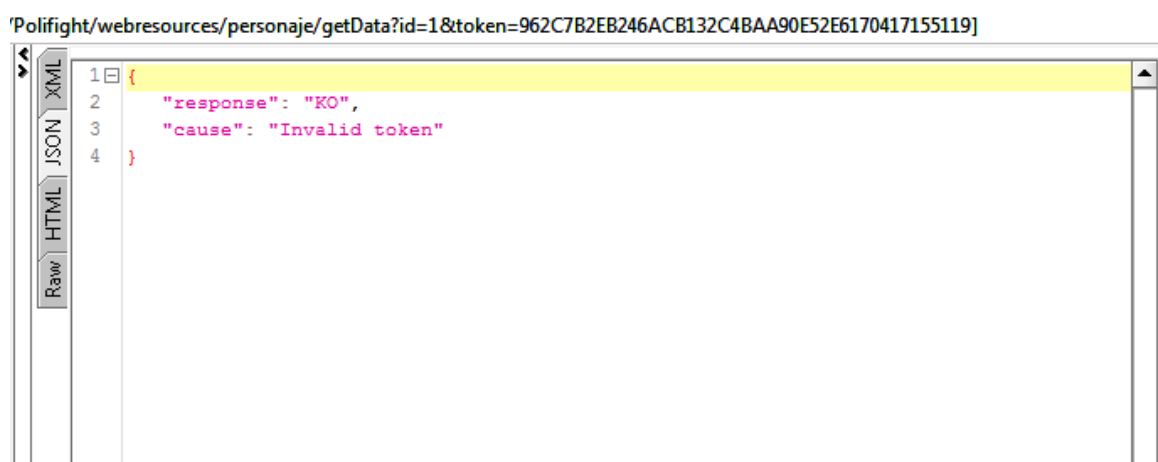 /Polifight/webresources/personaje/getData?id=1&token=962C7B2EB246ACB132C4BAA90E52E6170417155119]
XML
JSON
HTML
Raw
1 {
2 "response": "KO",
3 "cause": "Invalid token"
4 }